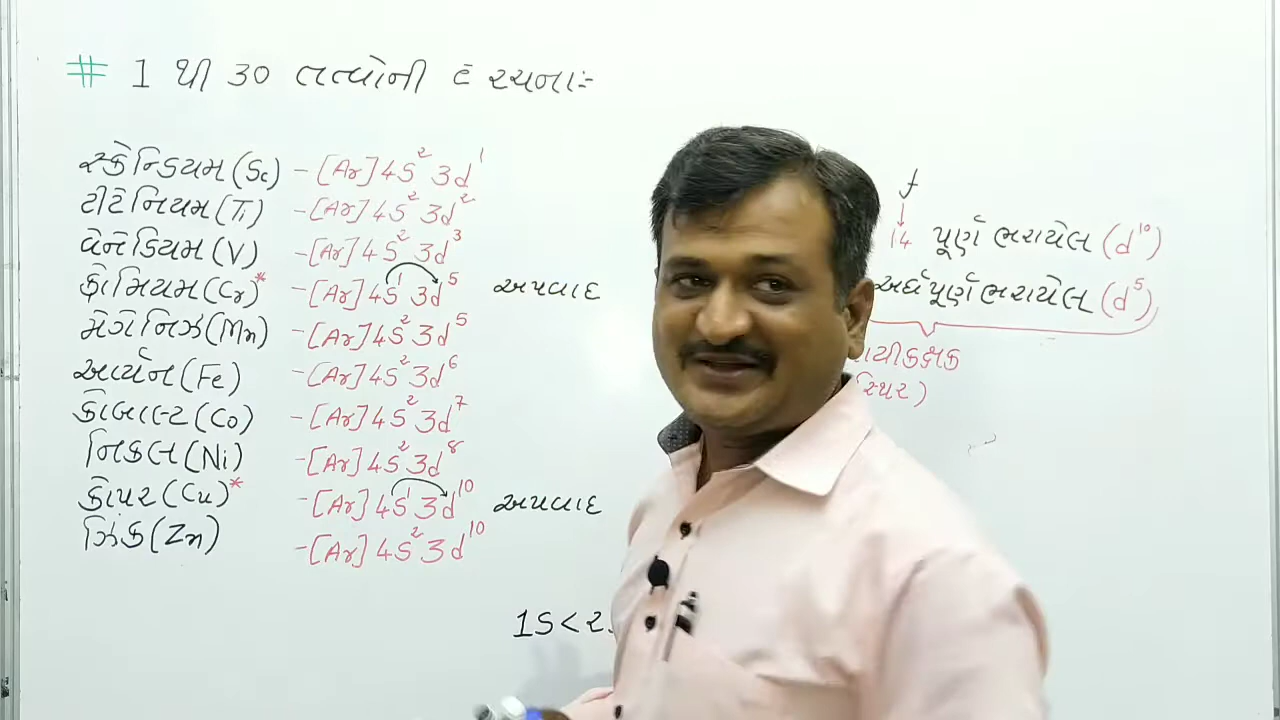 # 1 થી 30 તત્વોની e⁻ રચના:-
સ્કેન્ડિયમ (Sc) - [Ar] 4s² 3d¹
ટીટેનિયમ (Ti) - [Ar] 4s² 3d²
વેનેડિયમ (V) - [Ar] 4s² 3d³
ક્રોમિયમ (Cr)* - [Ar] 4s¹ 3d⁵ અપવાદ
મેંગેનિઝ (Mn) - [Ar] 4s² 3d⁵
આયર્ન (Fe) - [Ar] 4s² 3d⁶
કોબાલ્ટ (Co) - [Ar] 4s² 3d⁷
નિકલ (Ni) - [Ar] 4s² 3d⁸
કોપર (Cu)* - [Ar] 4s¹ 3d¹⁰ અપવાદ
ઝિંક (Zn) - [Ar] 4s² 3d¹⁰
f
↓
14 પૂર્ણ ભરાયેલ (d¹⁰)
અર્ધપૂર્ણ ભરાયેલ (d⁵)
1s < 2